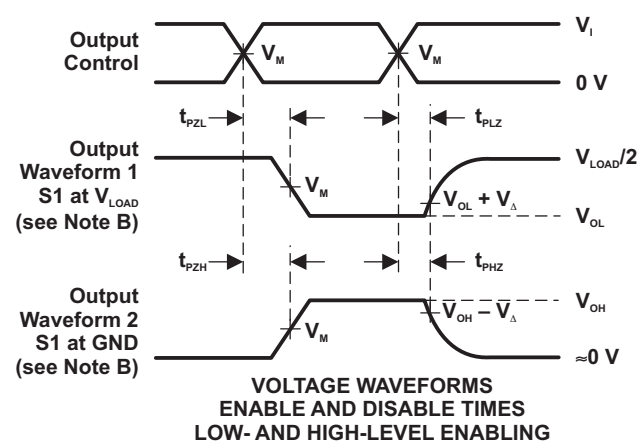 Output
Control
V_M
V_M
V_I
0 V
t_PZL
t_PLZ
Output
Waveform 1
S1 at V_LOAD
(see Note B)
V_M
V_OL + V_Δ
V_LOAD/2
V_OL
t_PZH
t_PHZ
Output
Waveform 2
S1 at GND
(see Note B)
V_M
V_OH – V_Δ
V_OH
≈0 V
VOLTAGE WAVEFORMS
ENABLE AND DISABLE TIMES
LOW- AND HIGH-LEVEL ENABLING